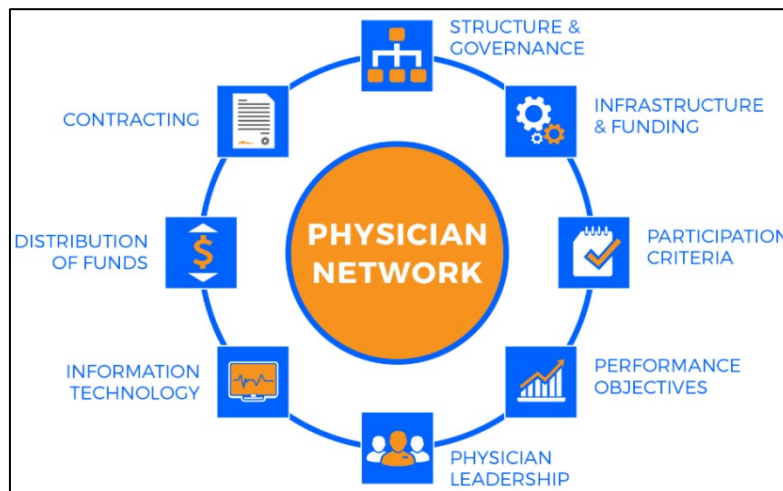 STRUCTURE &
GOVERNANCE
INFRASTRUCTURE
& FUNDING
PARTICIPATION
CRITERIA
PERFORMANCE
OBJECTIVES
PHYSICIAN
LEADERSHIP
INFORMATION
TECHNOLOGY
DISTRIBUTION
OF FUNDS
CONTRACTING
PHYSICIAN
NETWORK
$